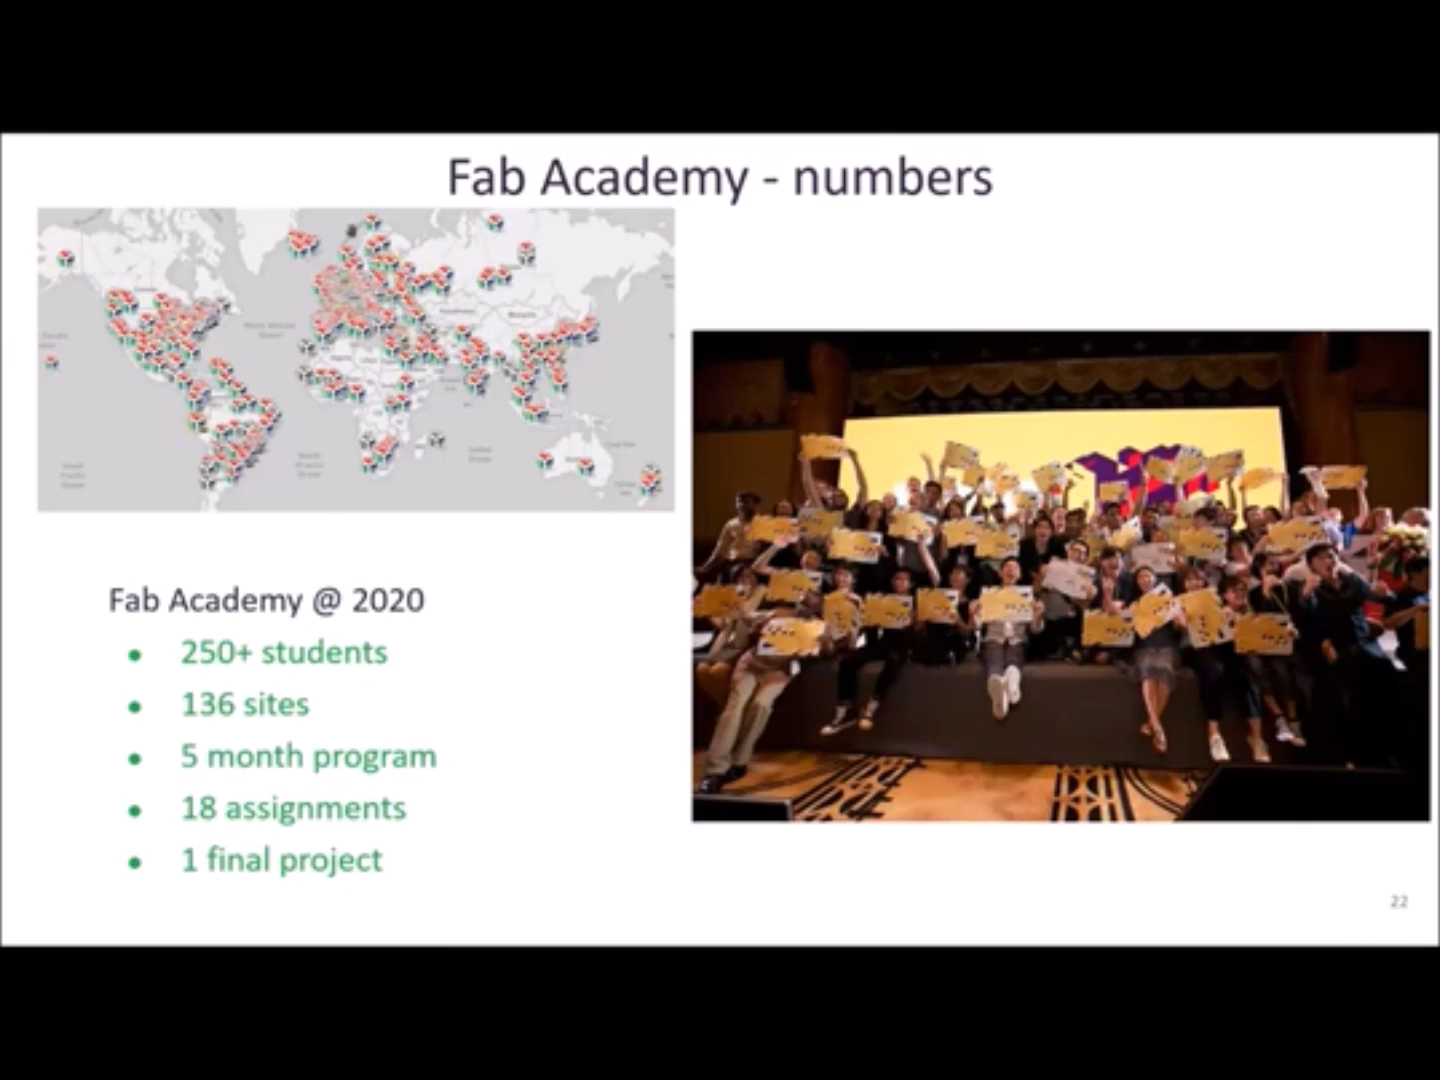 Fab Academy - numbers
Fab Academy @ 2020
250+ students
136 sites
5 month program
18 assignments
1 final project
22